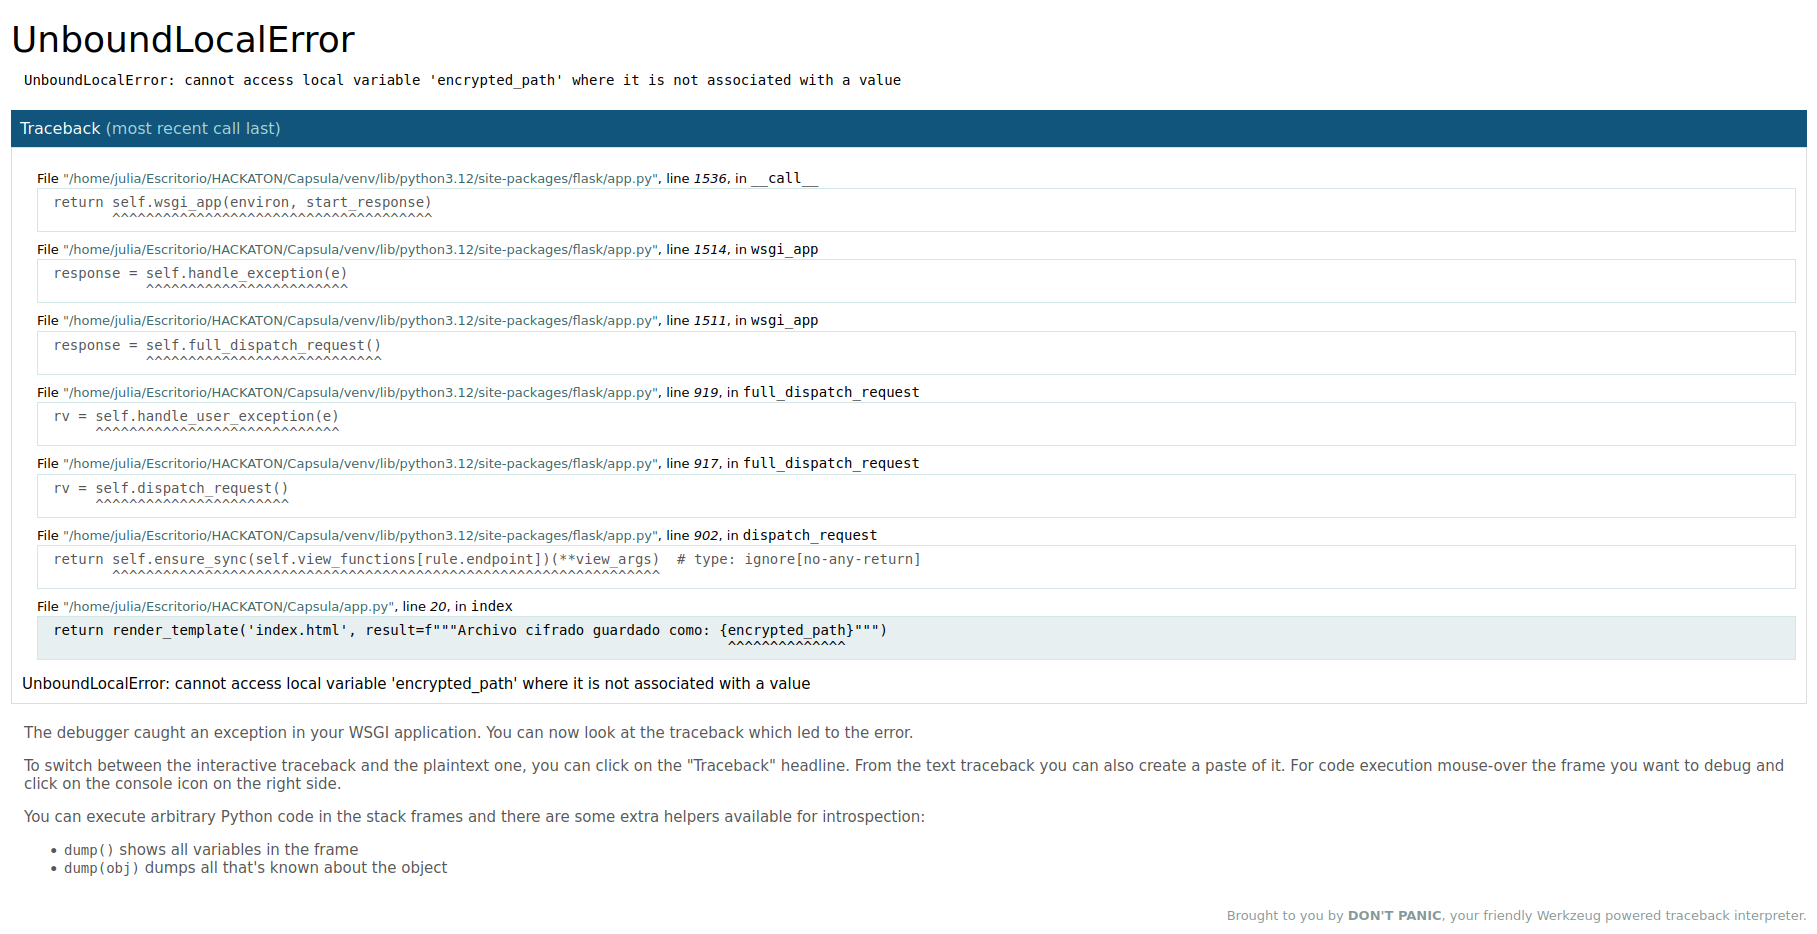 UnboundLocalError
UnboundLocalError: cannot access local variable 'encrypted_path' where it is not associated with a value
Traceback (most recent call last)
File "/home/julia/Escritorio/HACKATON/Capsula/venv/lib/python3.12/site-packages/flask/app.py", line 1536, in __call__
return self.wsgi_app(environ, start_response)
^^^^^^^^^^^^^^^^^^^^^^^^^^^^^^^^^^^^^^
File "/home/julia/Escritorio/HACKATON/Capsula/venv/lib/python3.12/site-packages/flask/app.py", line 1514, in wsgi_app
response = self.handle_exception(e)
^^^^^^^^^^^^^^^^^^^^^^^^
File "/home/julia/Escritorio/HACKATON/Capsula/venv/lib/python3.12/site-packages/flask/app.py", line 1511, in wsgi_app
response = self.full_dispatch_request()
^^^^^^^^^^^^^^^^^^^^^^^^^^^^
File "/home/julia/Escritorio/HACKATON/Capsula/venv/lib/python3.12/site-packages/flask/app.py", line 919, in full_dispatch_request
rv = self.handle_user_exception(e)
^^^^^^^^^^^^^^^^^^^^^^^^^^^^^
File "/home/julia/Escritorio/HACKATON/Capsula/venv/lib/python3.12/site-packages/flask/app.py", line 917, in full_dispatch_request
rv = self.dispatch_request()
^^^^^^^^^^^^^^^^^^^^^^^
File "/home/julia/Escritorio/HACKATON/Capsula/venv/lib/python3.12/site-packages/flask/app.py", line 902, in dispatch_request
return self.ensure_sync(self.view_functions[rule.endpoint])(**view_args)  # type: ignore[no-any-return]
^^^^^^^^^^^^^^^^^^^^^^^^^^^^^^^^^^^^^^^^^^^^^^^^^^^^^^^^^^^^^^^^^
File "/home/julia/Escritorio/HACKATON/Capsula/app.py", line 20, in index
return render_template('index.html', result=f"""Archivo cifrado guardado como: {encrypted_path}""")
^^^^^^^^^^^^^^
UnboundLocalError: cannot access local variable 'encrypted_path' where it is not associated with a value
The debugger caught an exception in your WSGI application. You can now look at the traceback which led to the error.
To switch between the interactive traceback and the plaintext one, you can click on the "Traceback" headline. From the text traceback you can also create a paste of it. For code execution mouse-over the frame you want to debug and
click on the console icon on the right side.
You can execute arbitrary Python code in the stack frames and there are some extra helpers available for introspection:
• dump() shows all variables in the frame
• dump(obj) dumps all that's known about the object
Brought to you by DON'T PANIC, your friendly Werkzeug powered traceback interpreter.